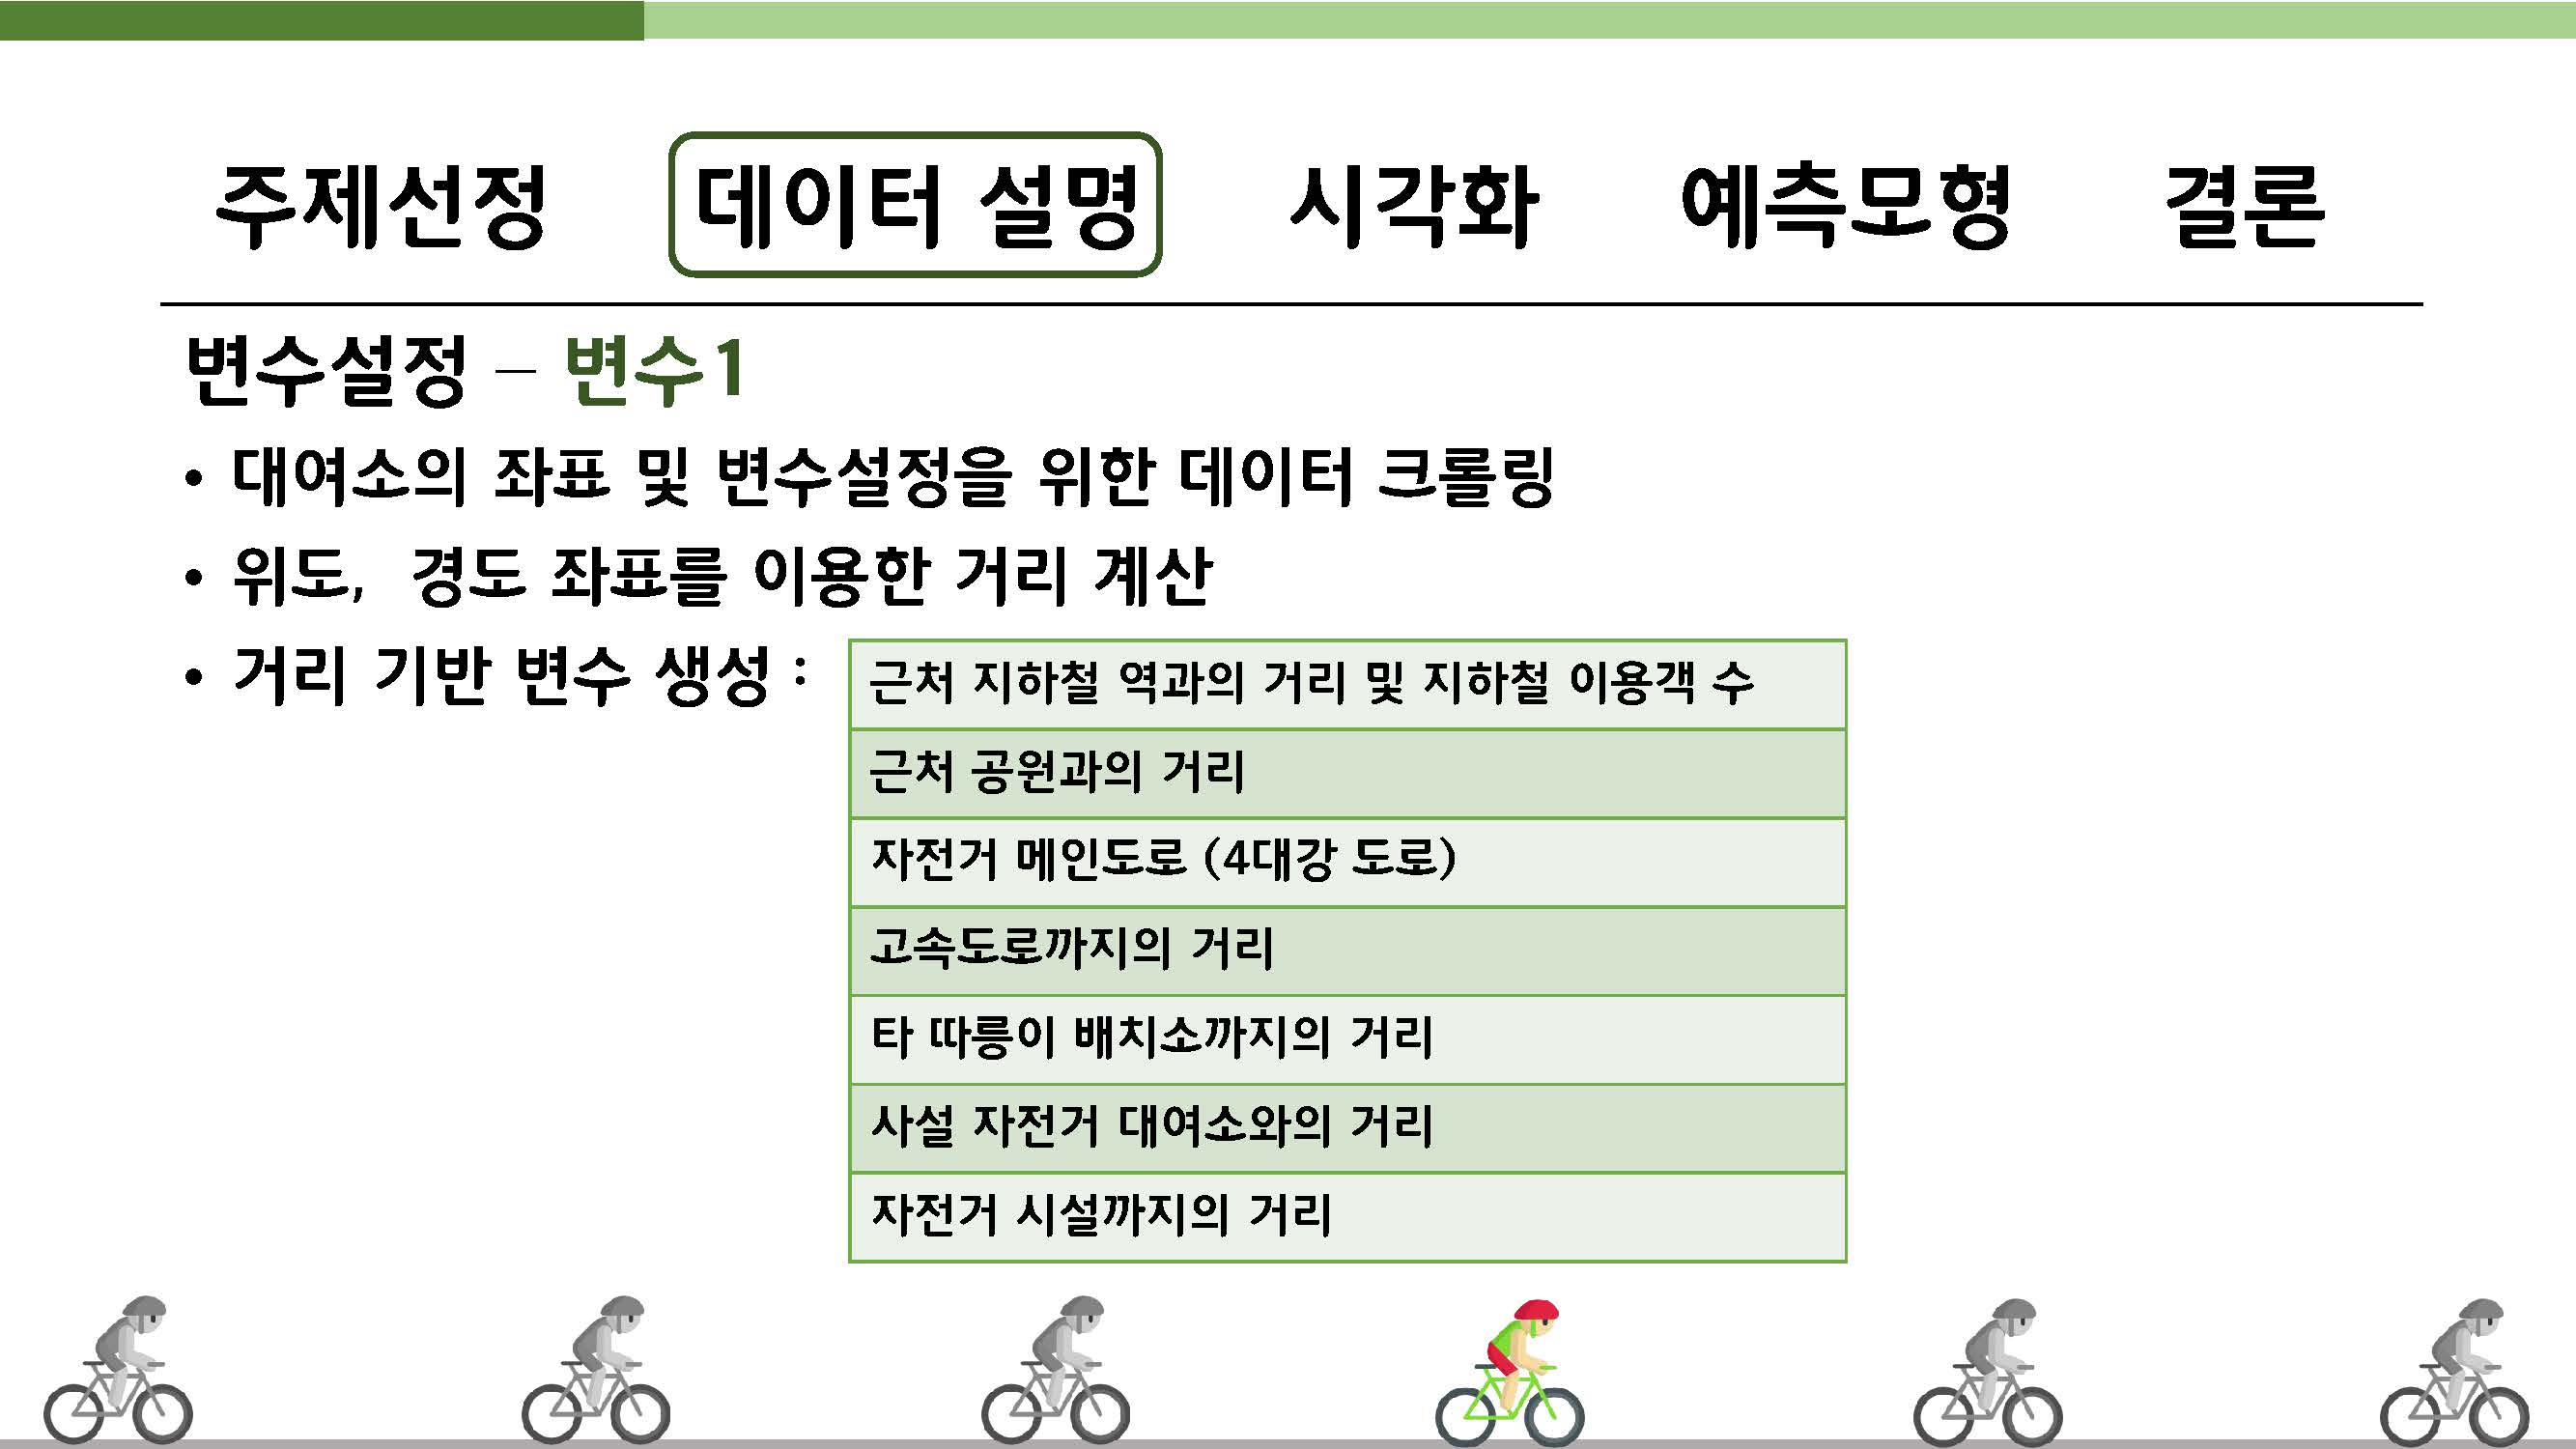 주제선정 데이터 설명 시각화 예측모형 결론
변수설정 – 변수1
• 대여소의 좌표 및 변수설정을 위한 데이터 크롤링
• 위도, 경도 좌표를 이용한 거리 계산
• 거리 기반 변수 생성 :
근처 지하철 역과의 거리 및 지하철 이용객 수
근처 공원과의 거리
자전거 메인도로 (4대강 도로)
고속도로까지의 거리
타 따릉이 배치소까지의 거리
사설 자전거 대여소와의 거리
자전거 시설까지의 거리